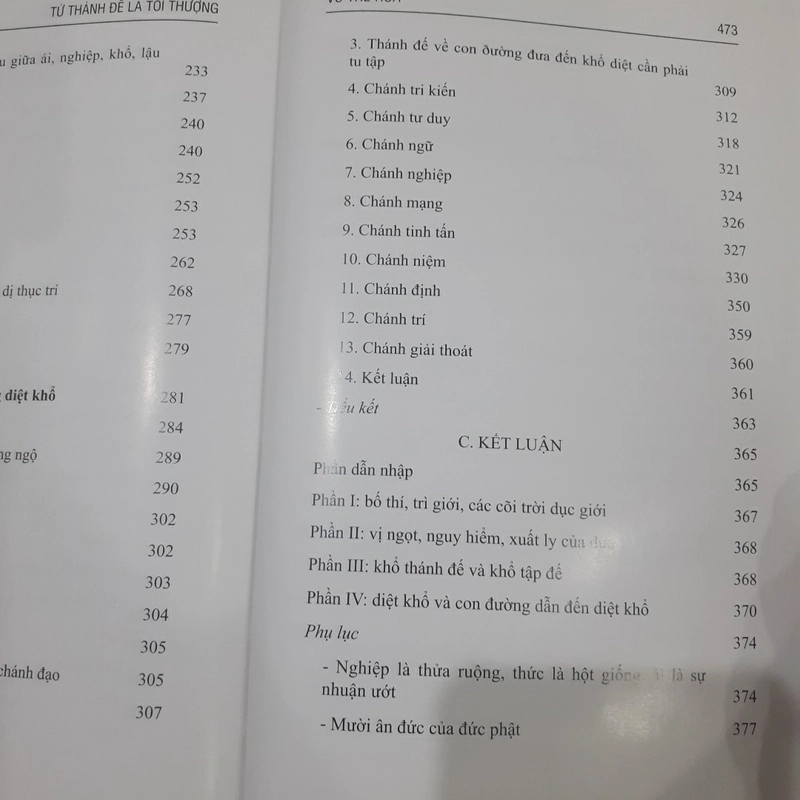 TỨ THÁNH ĐẾ LÀ TỐI THƯỢNG
giữa ái, nghiệp, khổ, lậu
233
237
240
240
252
253
253
262
dị thục trí 268
277
279
diệt khổ 281
284
ngộ 289
290
302
302
303
304
305
chánh đạo 305
307
473
3. Thánh đế về con ðường đưa đến khổ diệt cần phải
tu tập 309
4. Chánh tri kiến 312
5. Chánh tư duy 318
6. Chánh ngữ 321
7. Chánh nghiệp 324
8. Chánh mạng 326
9. Chánh tinh tấn 327
10. Chánh niệm 330
11. Chánh định 350
12. Chánh trí 359
13. Chánh giải thoát 360
4. Kết luận 361
- Tiểu kết 363
C. KẾT LUẬN 365
Phần dẫn nhập 365
Phần I: bố thí, trì giới, các cõi trời dục giới 367
Phần II: vị ngọt, nguy hiểm, xuất ly của dục 368
Phần III: khổ thánh đế và khổ tập đế 368
Phần IV: diệt khổ và con đường dẫn đến diệt khổ 370
Phụ lục 374
- Nghiệp là thửa ruộng, thức là hột giống, ái là sự
nhuận ướt 374
- Mười ân đức của đức phật 377